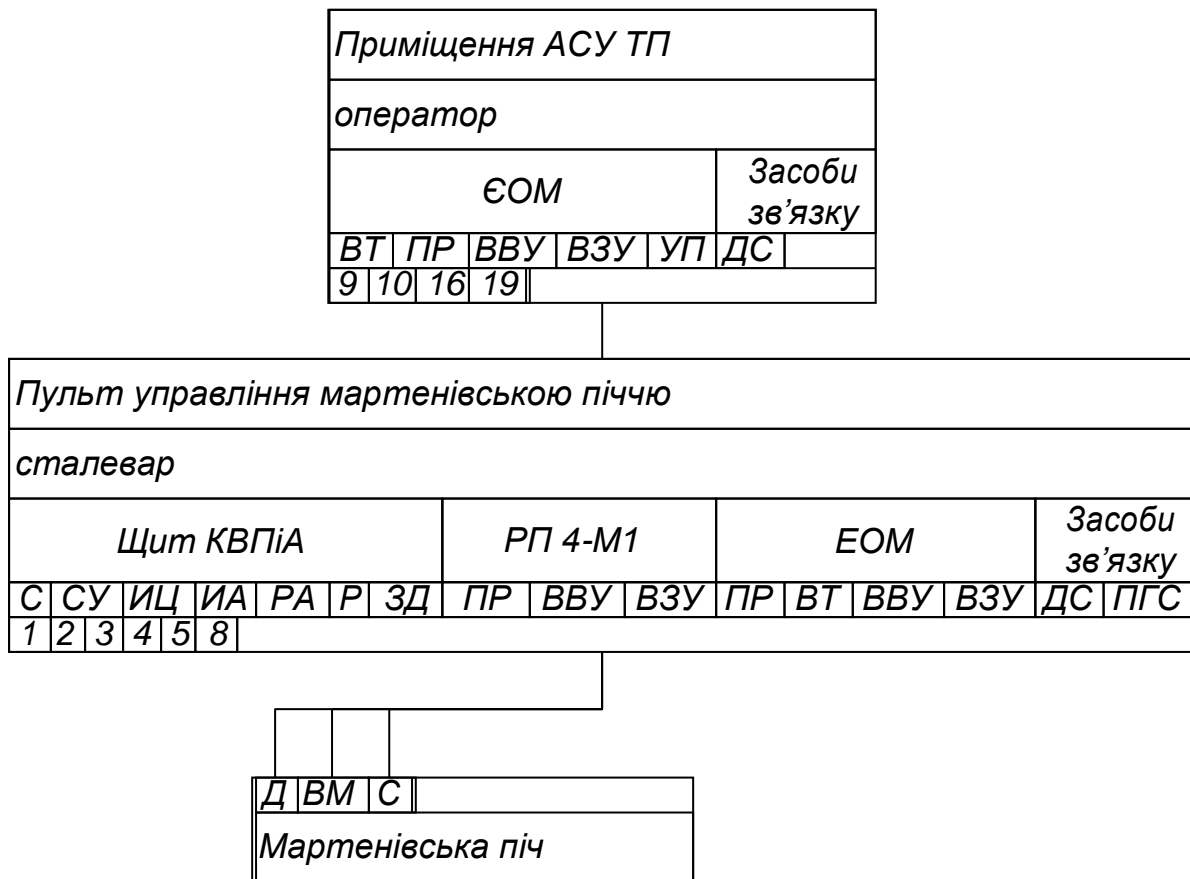 Приміщення АСУ ТП
оператор
ЄОМ
Засоби
зв’язку
ВТ ПР ВВУ ВЗУ УП ДС
9 10 16 19
Пульт управління мартенівською піччю
сталевар
Щит КВПіА РП 4-М1 ЕОМ
Засоби
зв’язку
С СУ ИЦ ИА РА Р ЗД ПР ВВУ ВЗУ ПР ВТ ВВУ ВЗУ ДС ПГС
1 2 3 4 5 8
Д ВМ С
Мартенівська піч